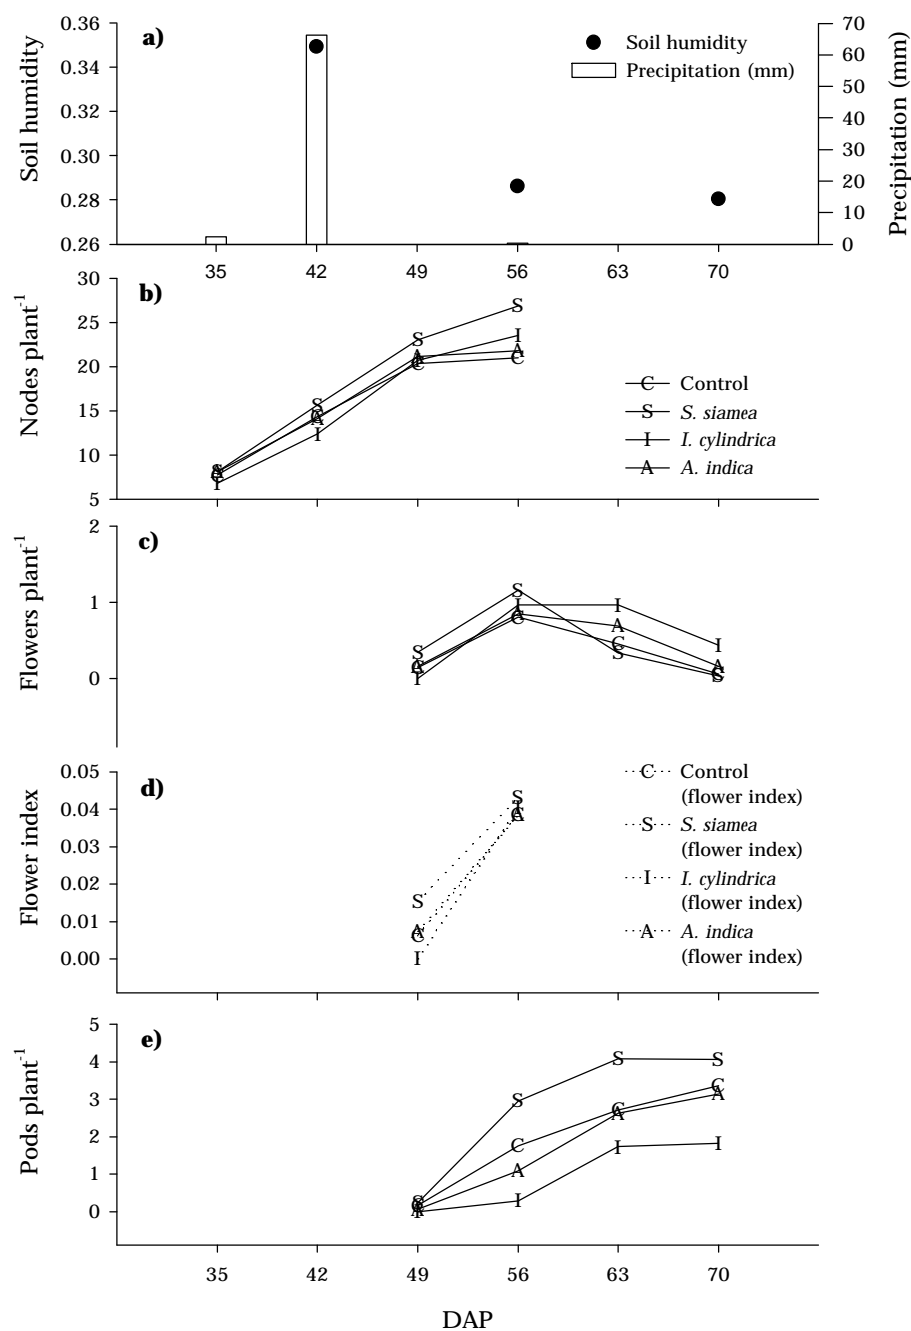 a)
Soil humidity
0.36
0.34
0.32
0.30
0.28
0.26
Soil humidity
Precipitation (mm)
70
60
50
40
30
20
10
0
Precipitation (mm)
35 42 49 56 63 70
b)
Nodes plant⁻¹
30
25
20
15
10
5
C Control
S S. siamea
I I. cylindrica
A A. indica
c)
Flowers plant⁻¹
2
1
0
d)
Flower index
0.05
0.04
0.03
0.02
0.01
0.00
C Control
(flower index)
S S. siamea
(flower index)
I I. cylindrica
(flower index)
A A. indica
(flower index)
e)
Pods plant⁻¹
5
4
3
2
1
0
35 42 49 56 63 70
DAP